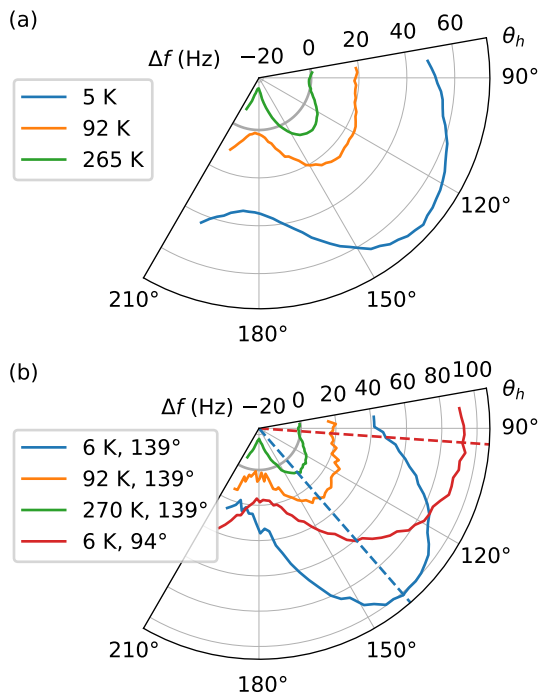 (a)
Δf (Hz) −20 0 20 40 60 θh
90°
5 K
92 K
265 K
120°
150°
210°
180°
(b)
Δf (Hz) −20 0 20 40 60 80 100 θh
90°
6 K, 139°
92 K, 139°
270 K, 139°
6 K, 94°
120°
150°
210°
180°